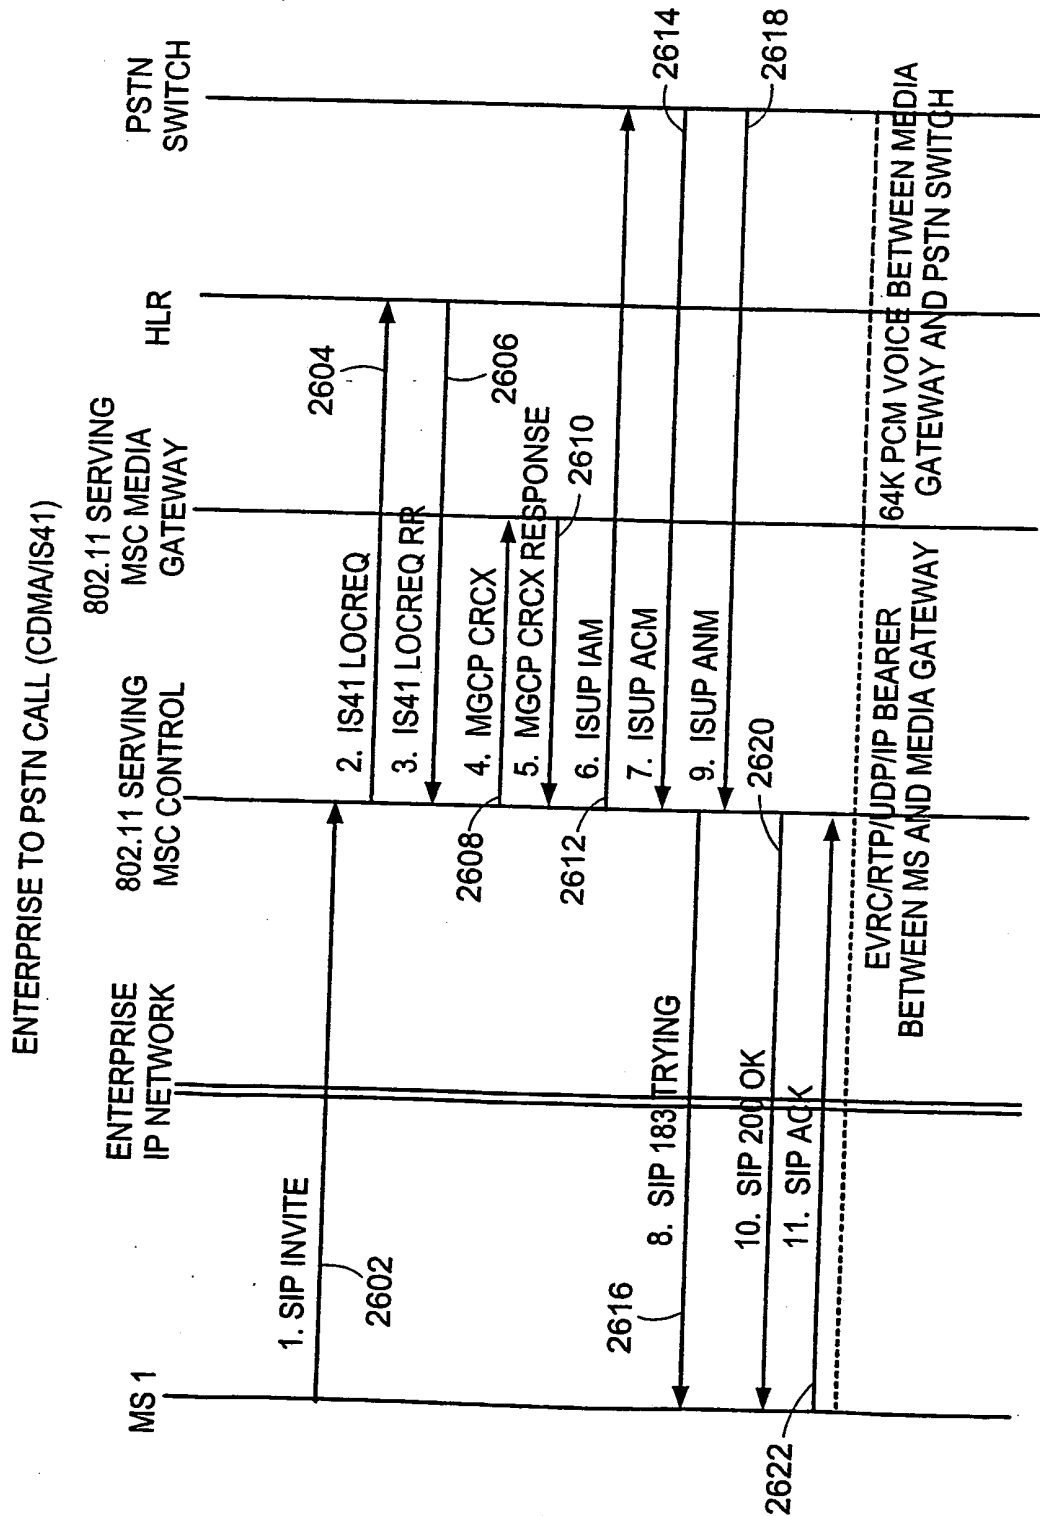 ENTERPRISE TO PSTN CALL (CDMA/IS41)
MS 1
ENTERPRISE
IP NETWORK
802.11 SERVING
MSC CONTROL
802.11 SERVING
MSC MEDIA
GATEWAY
HLR
PSTN
SWITCH
1. SIP INVITE
2602
2. IS41 LOCREQ
2604
3. IS41 LOCREQ RR
2606
4. MGCP CRCX
2608
5. MGCP CRCX RESPONSE
2610
6. ISUP IAM
2612
7. ISUP ACM
2614
8. SIP 183 TRYING
2616
9. ISUP ANM
2618
10. SIP 200 OK
2620
11. SIP ACK
2622
EVRC/RTP/UDP/IP BEARER
BETWEEN MS AND MEDIA GATEWAY
64K PCM VOICE BETWEEN MEDIA
GATEWAY AND PSTN SWITCH